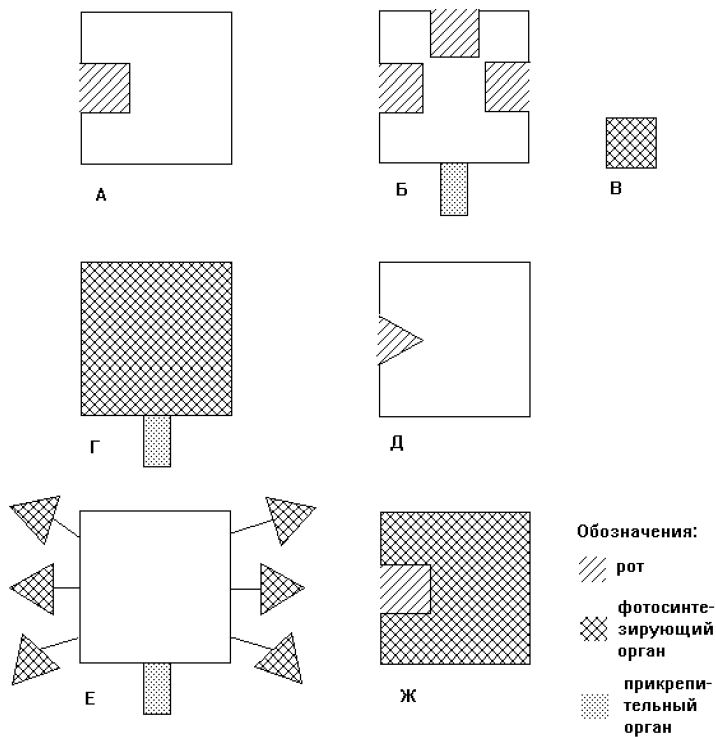 А
Б
В
Г
Д
Е
Ж
Обозначения:
рот
фотосинте-
зирующий
орган
прикрепи-
тельный
орган